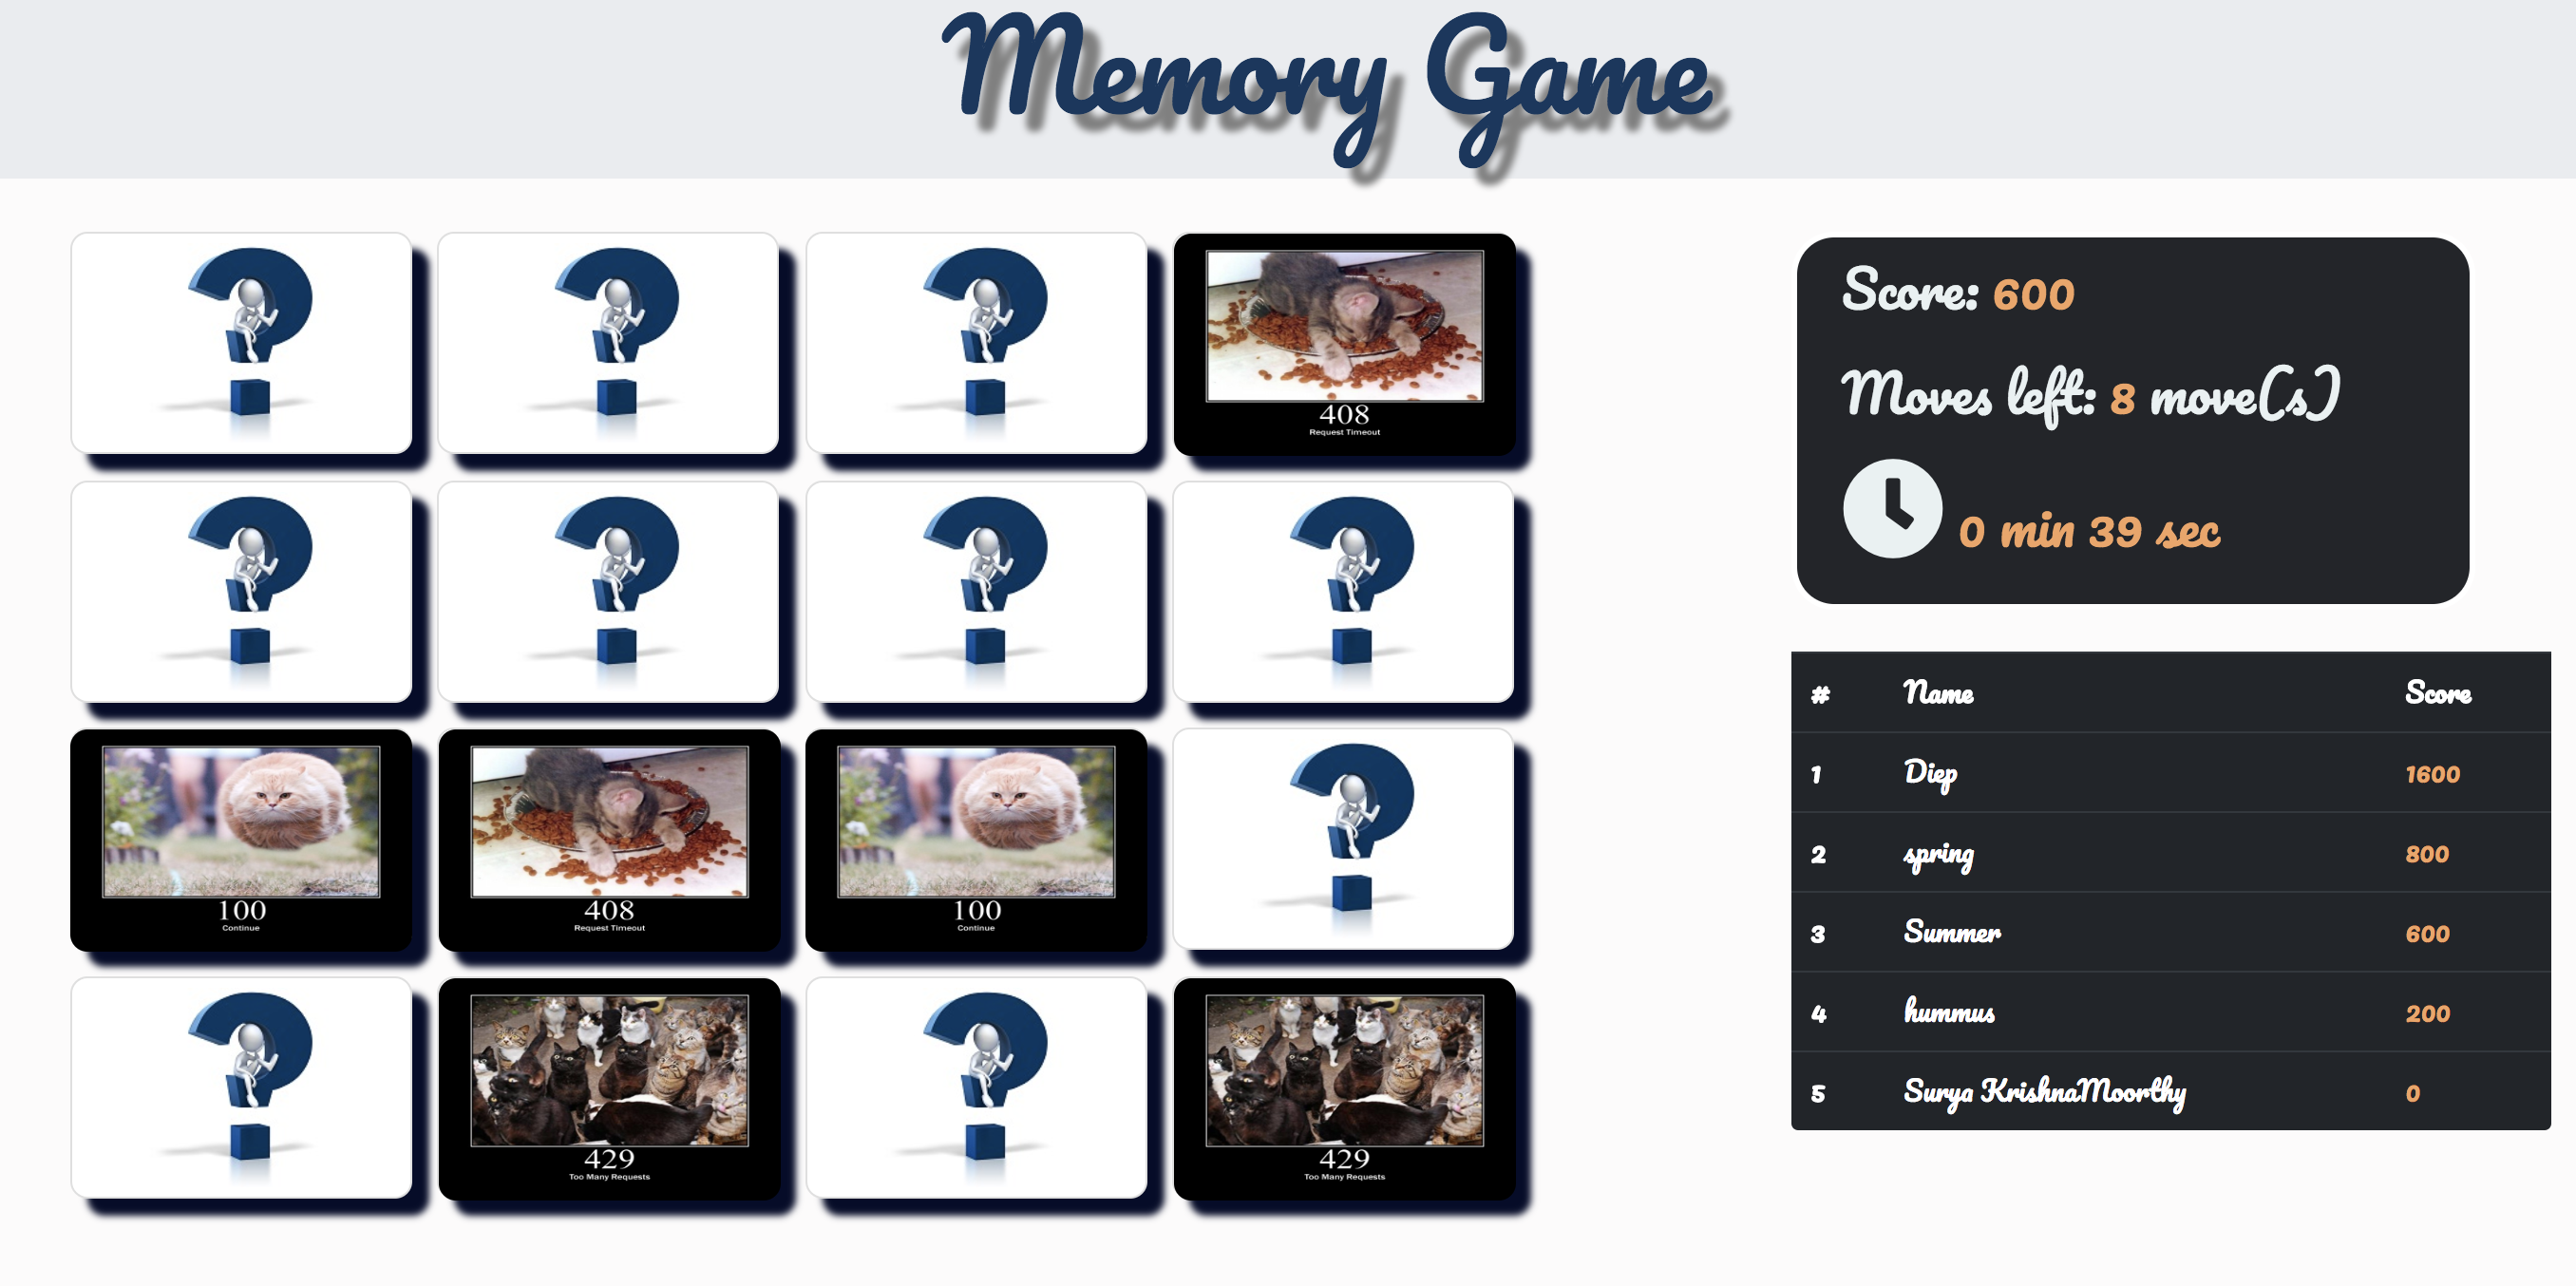 Memory Game
408
Request Timeout
100
Continue
408
Request Timeout
100
Continue
429
Too Many Requests
429
Too Many Requests
Score: 600
Moves left: 8 move(s)
0 min 39 sec
# Name Score
1 Diep 1600
2 spring 800
3 Summer 600
4 hummus 200
5 Surya KrishnaMoorthy 0